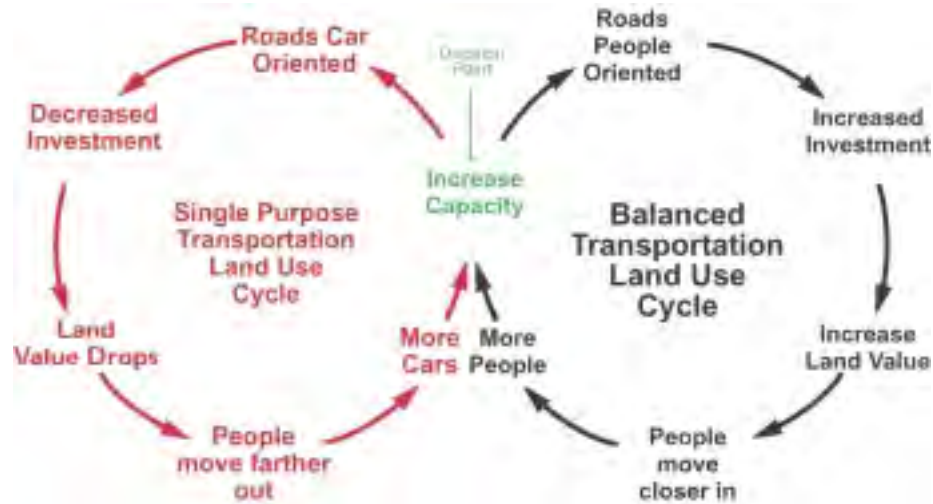 Roads Car
Oriented
Decision
Point
Roads
People
Oriented
Decreased
Investment
Increased
Investment
Increase
Capacity
Single Purpose
Transportation
Land Use
Cycle
Balanced
Transportation
Land Use
Cycle
Land
Value Drops
More
Cars
More
People
Increase
Land Value
People
move farther
out
People
move
closer in